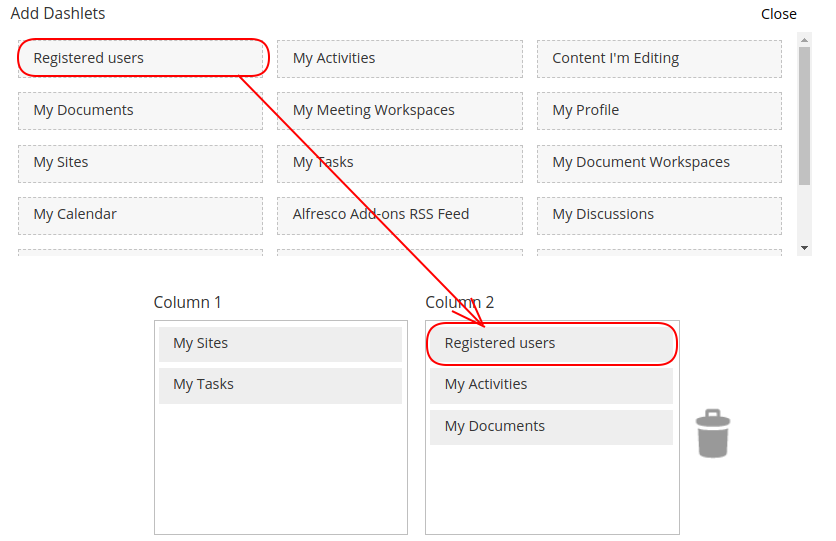 Add Dashlets Close
Registered users My Activities Content I'm Editing
My Documents My Meeting Workspaces My Profile
My Sites My Tasks My Document Workspaces
My Calendar Alfresco Add-ons RSS Feed My Discussions
Column 1 Column 2
My Sites Registered users
My Tasks My Activities
My Documents